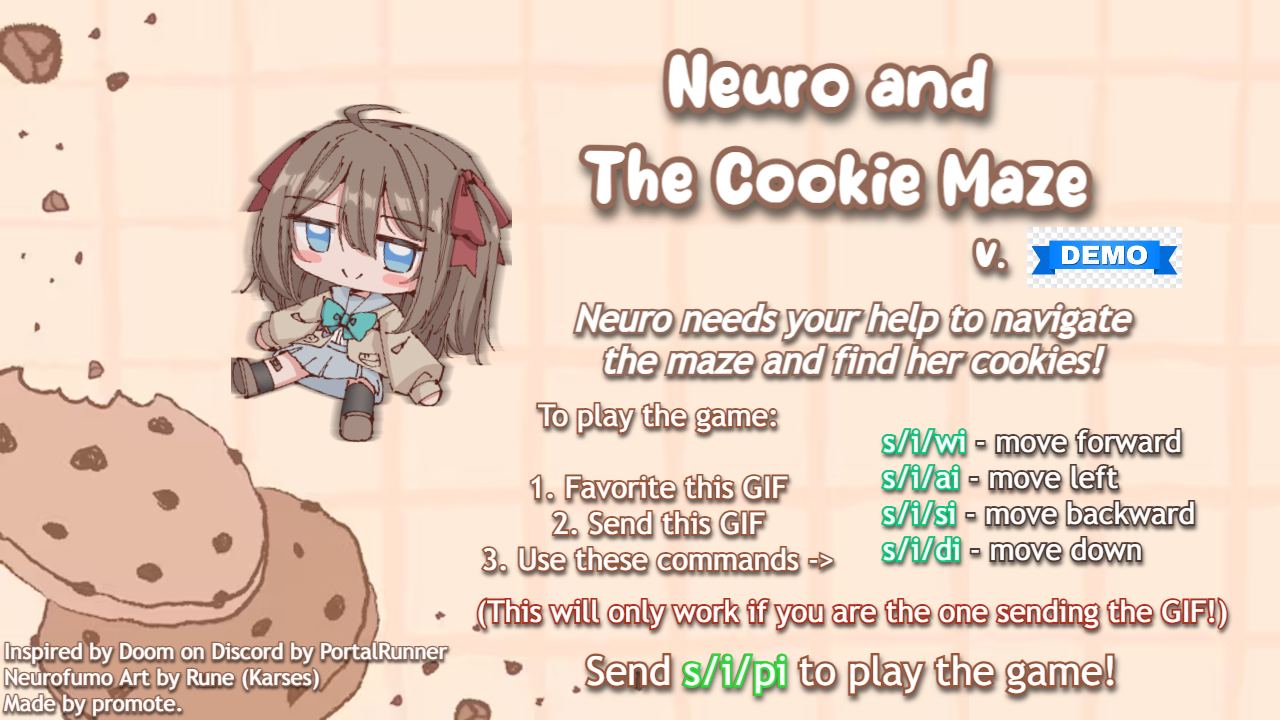 Neuro and
The Cookie Maze
v. DEMO
Neuro needs your help to navigate
the maze and find her cookies!
To play the game:
1. Favorite this GIF
2. Send this GIF
3. Use these commands ->
s/i/wi - move forward
s/i/ai - move left
s/i/si - move backward
s/i/di - move down
(This will only work if you are the one sending the GIF!)
Send s/i/pi to play the game!
Inspired by Doom on Discord by PortalRunner
Neurofumo Art by Rune (Karses)
Made by promote.